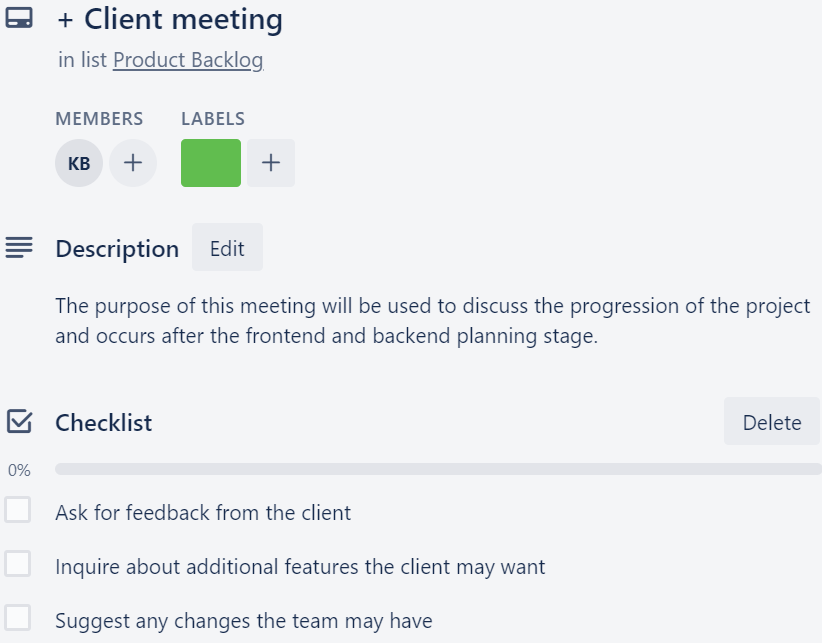 + Client meeting
in list Product Backlog
MEMBERS LABELS
KB + +
Description Edit
The purpose of this meeting will be used to discuss the progression of the project
and occurs after the frontend and backend planning stage.
Checklist Delete
0%
Ask for feedback from the client
Inquire about additional features the client may want
Suggest any changes the team may have